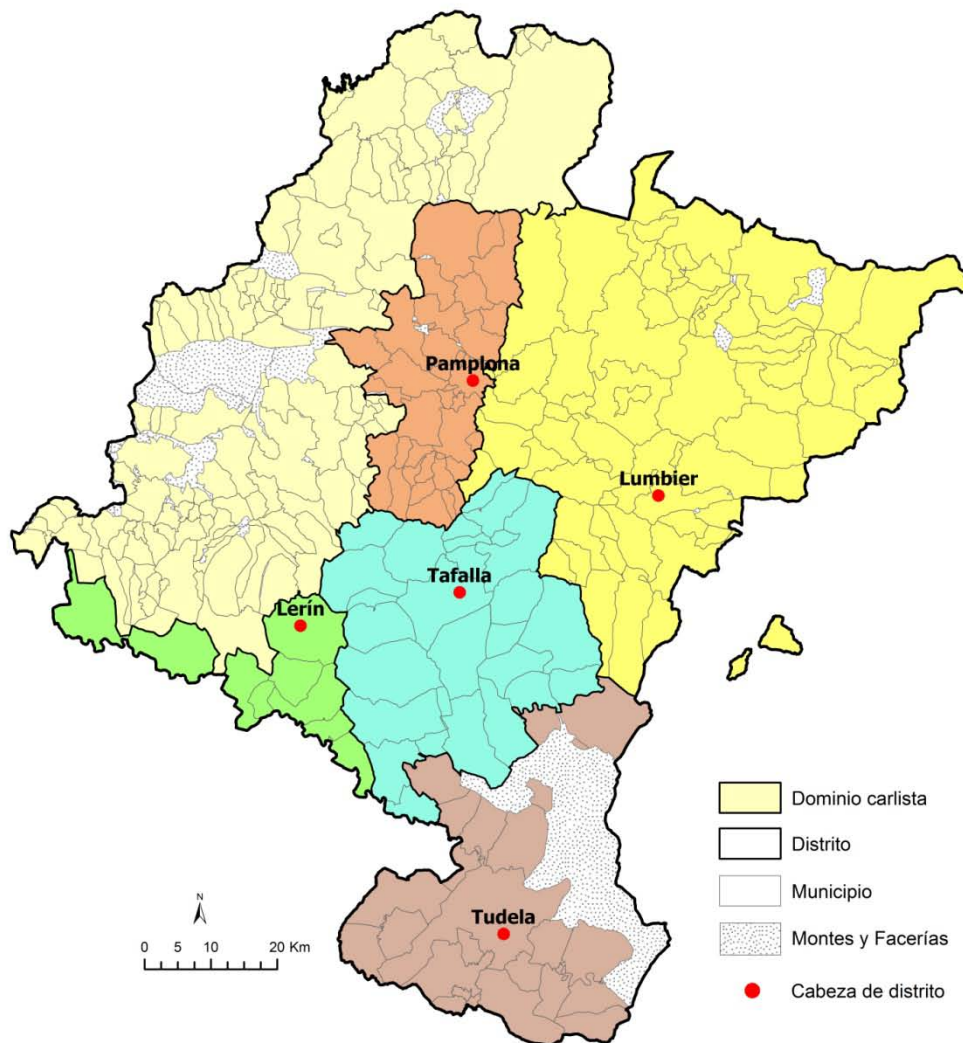 Pamplona
Lumbier
Tafalla
Lerín
Tudela
Dominio carlista
Distrito
Municipio
Montes y Facerías
Cabeza de distrito
N
0 5 10 20 Km